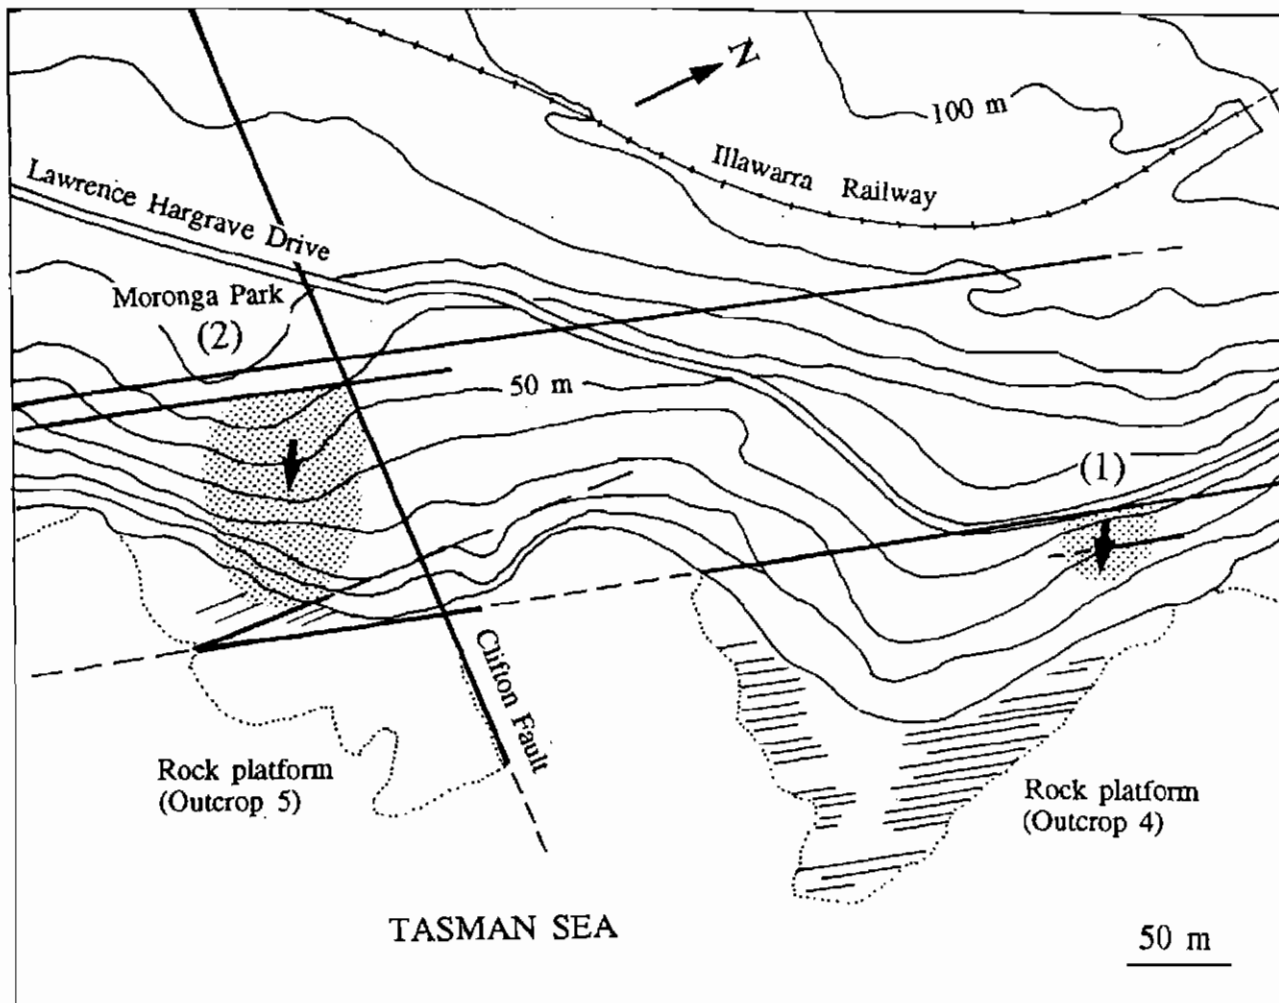 N
100 m
Illawarra Railway
Lawrence Hargrave Drive
Moronga Park
(2)
50 m
(1)
Clifton Fault
Rock platform
(Outcrop 5)
Rock platform
(Outcrop 4)
TASMAN SEA
50 m